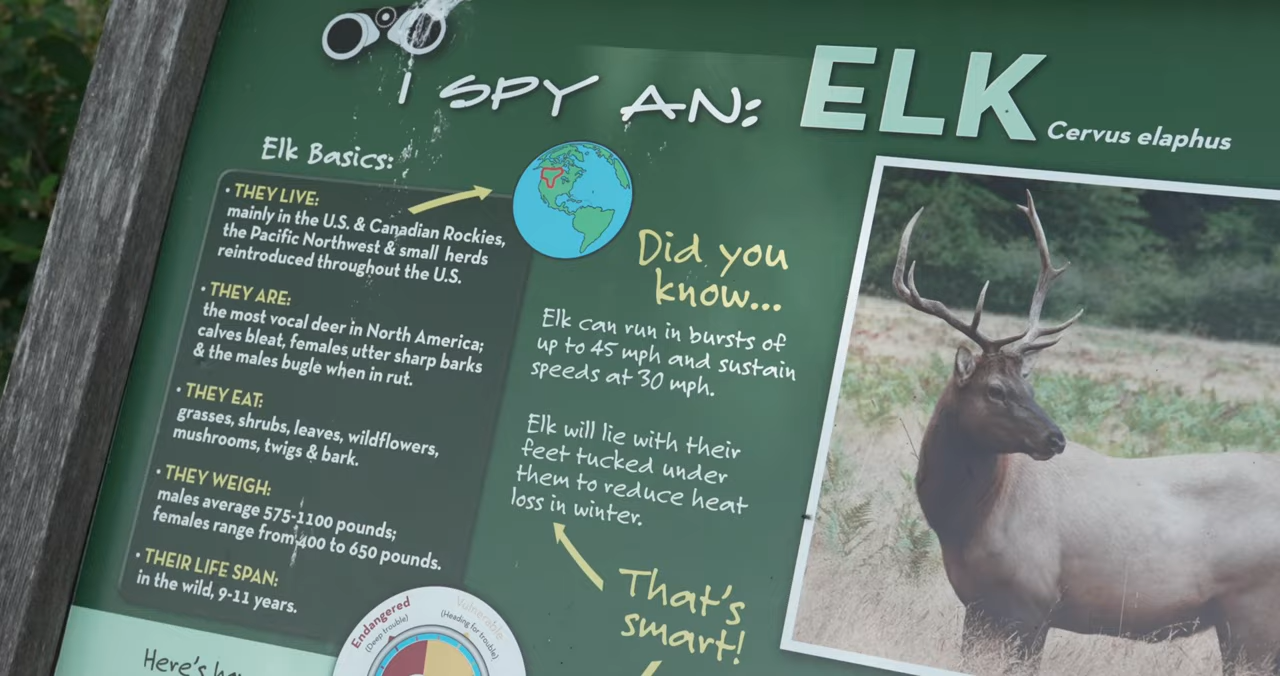 I SPY AN: ELK Cervus elaphus
Elk Basics:
• THEY LIVE:
mainly in the U.S. & Canadian Rockies,
the Pacific Northwest & small herds
reintroduced throughout the U.S.
• THEY ARE:
the most vocal deer in North America;
calves bleat, females utter sharp barks
& the males bugle when in rut.
• THEY EAT:
grasses, shrubs, leaves, wildflowers,
mushrooms, twigs & bark.
• THEY WEIGH:
males average 575-1100 pounds;
females range from 400 to 650 pounds.
• THEIR LIFE SPAN:
in the wild, 9-11 years.
Did you
know...
Elk can run in bursts of
up to 45 mph and sustain
speeds at 30 mph.
Elk will lie with their
feet tucked under
them to reduce heat
loss in winter.
That's
smart!
Endangered
(Deep trouble)
Vulnerable
(Heading for trouble)
Here's